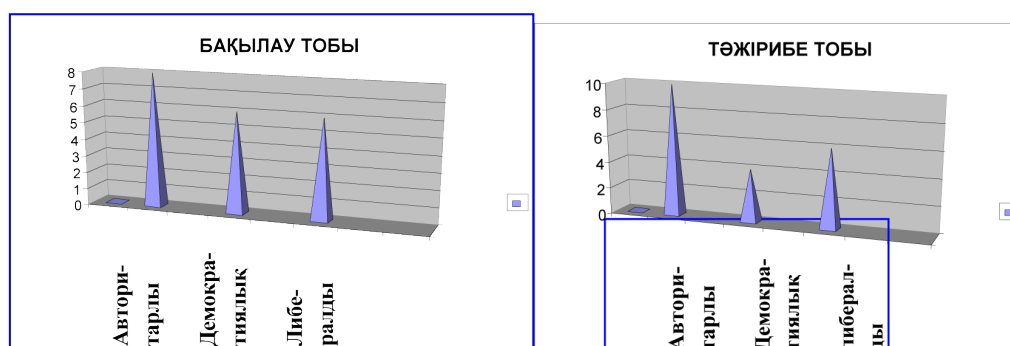 БАҚЫЛАУ ТОБЫ
8
7
6
5
4
3
2
1
0
Автори-
тарлы
Демокра-
тиялық
Либе-
ралды
ТӘЖІРИБЕ ТОБЫ
10
8
6
4
2
0
Автори-
тарлы
Демокра-
тиялық
либерал-
ды